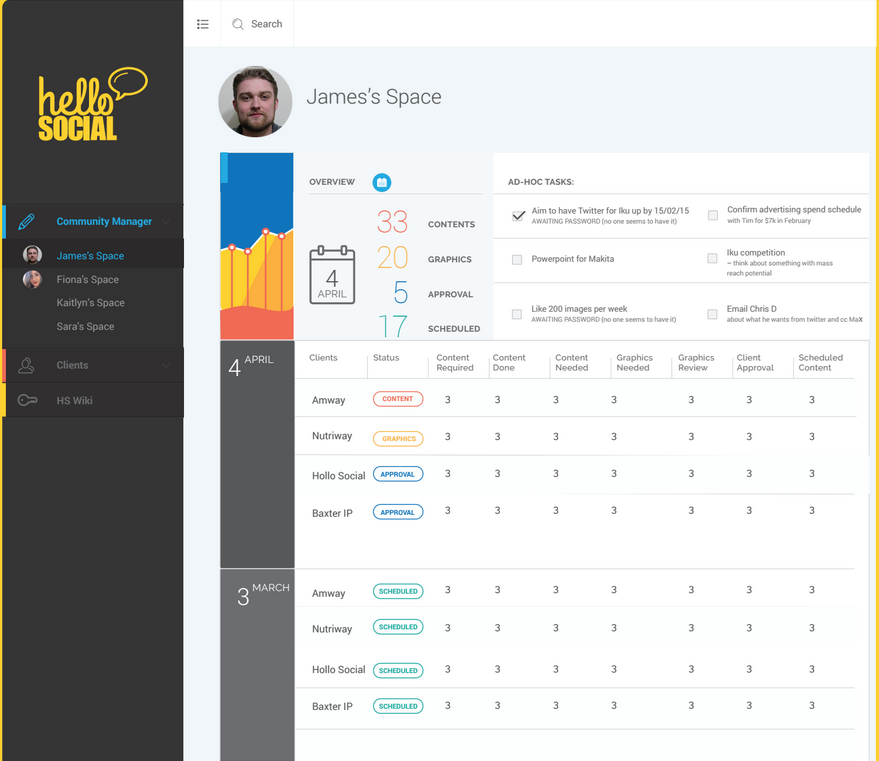 Search
hello
SOCIAL
James's Space
Community Manager
James's Space
Fiona's Space
Kaitlyn's Space
Sara's Space
Clients
HS Wiki
OVERVIEW
33 CONTENTS
20 GRAPHICS
5 APPROVAL
17 SCHEDULED
4
APRIL
AD-HOC TASKS:
Aim to have Twitter for Iku up by 15/02/15
AWAITING PASSWORD (no one seems to have it)
Confirm advertising spend schedule
with Tim for $7k in February
Powerpoint for Makita
Iku competition
– think about something with mass
reach potential
Like 200 images per week
AWAITING PASSWORD (no one seems to have it)
Email Chris D
about what he wants from twitter and cc Max
4 APRIL
Clients Status Content Required Content Done Content Needed Graphics Needed Graphics Review Client Approval Scheduled Content
Amway CONTENT 3 3 3 3 3 3 3
Nutriway GRAPHICS 3 3 3 3 3 3 3
Hollo Social APPROVAL 3 3 3 3 3 3 3
Baxter IP APPROVAL 3 3 3 3 3 3 3
3 MARCH
Amway SCHEDULED 3 3 3 3 3 3 3
Nutriway SCHEDULED 3 3 3 3 3 3 3
Hollo Social SCHEDULED 3 3 3 3 3 3 3
Baxter IP SCHEDULED 3 3 3 3 3 3 3